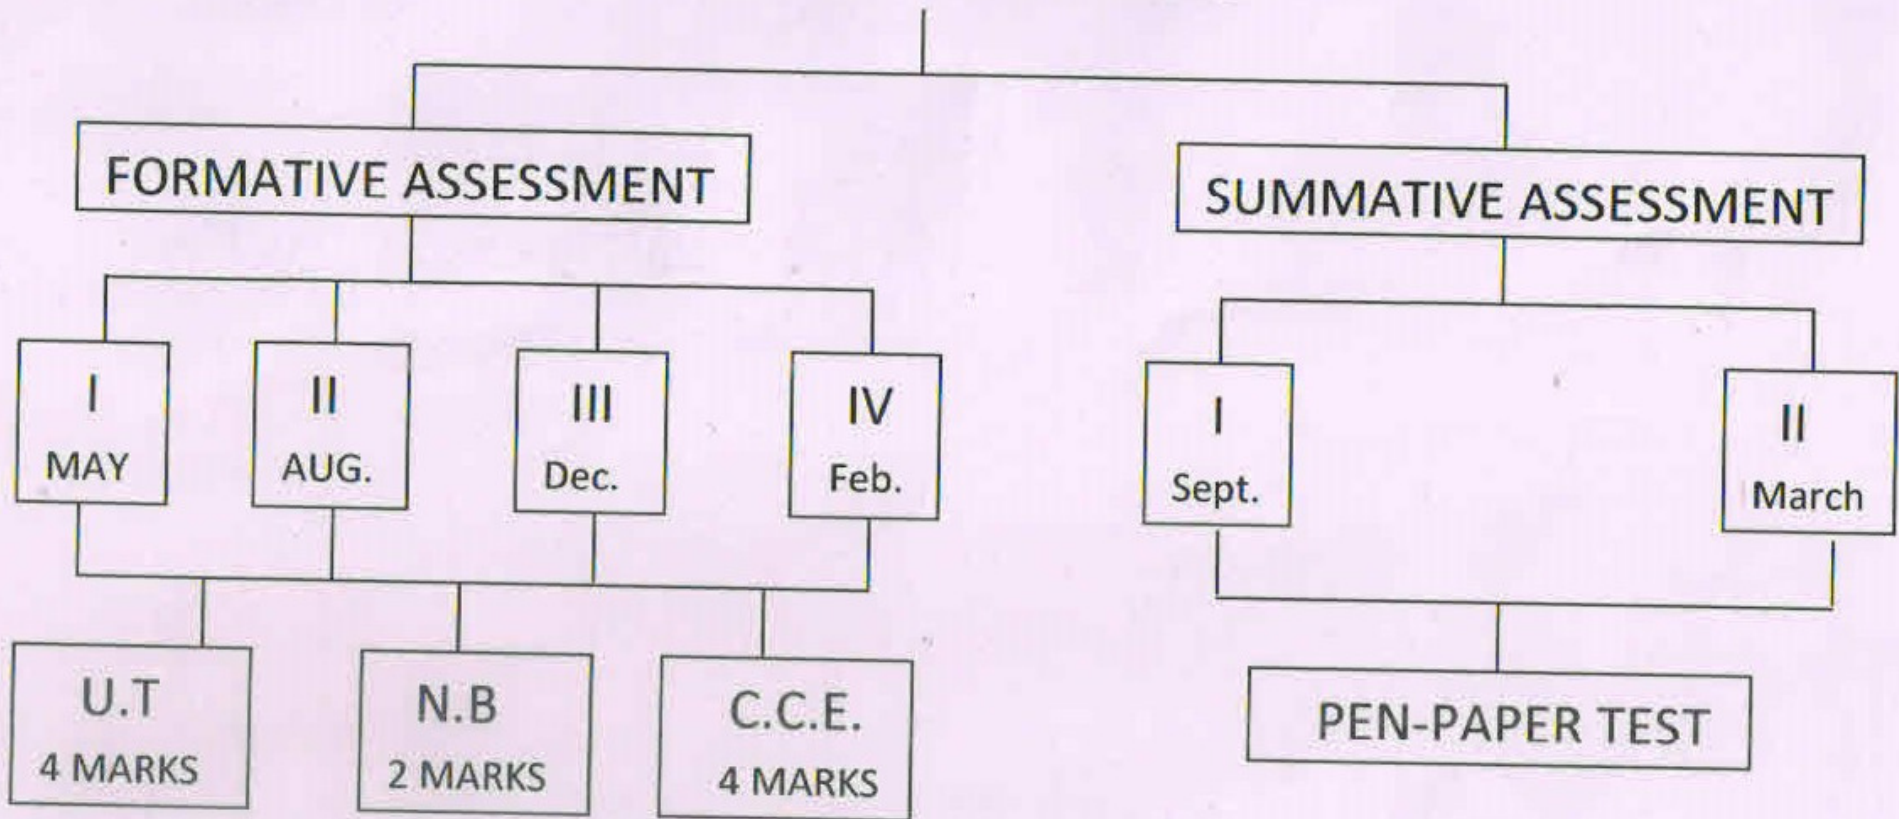 FORMATIVE ASSESSMENT
SUMMATIVE ASSESSMENT
I
MAY
II
AUG.
III
Dec.
IV
Feb.
I
Sept.
II
March
U.T
4 MARKS
N.B
2 MARKS
C.C.E.
4 MARKS
PEN-PAPER TEST